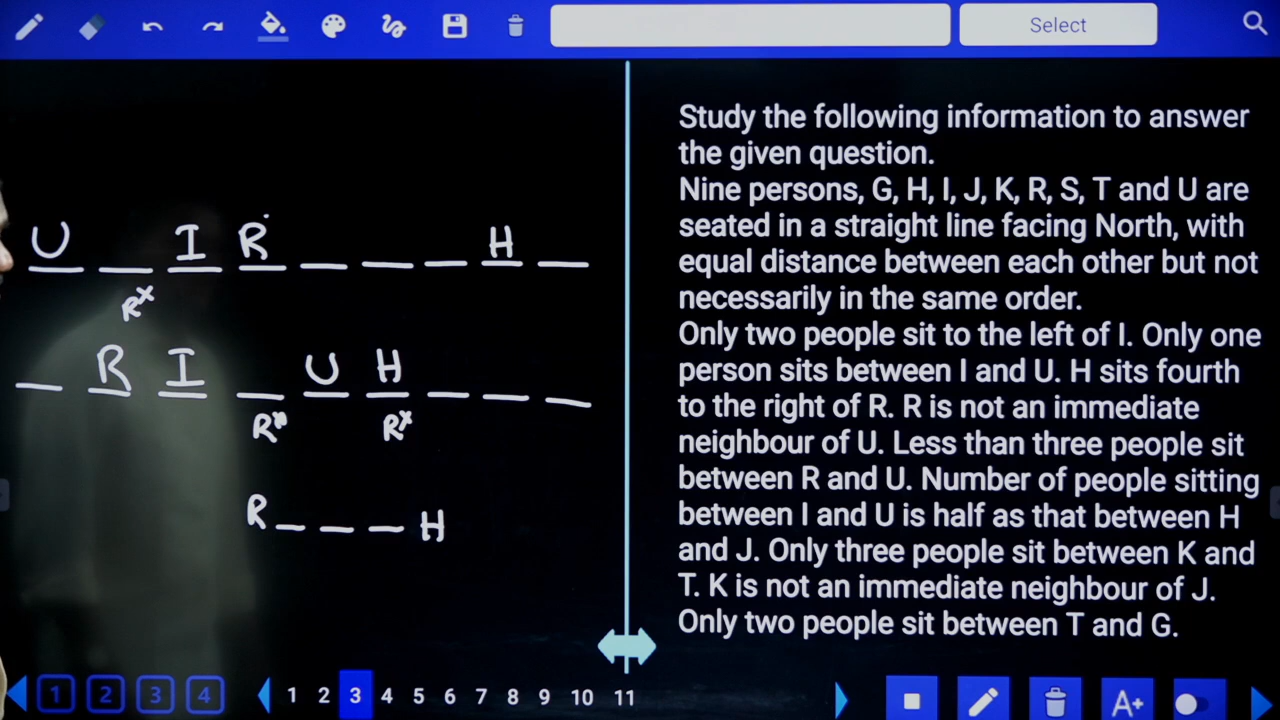 Select
Study the following information to answer
the given question.
Nine persons, G, H, I, J, K, R, S, T and U are
seated in a straight line facing North, with
equal distance between each other but not
necessarily in the same order.
Only two people sit to the left of I. Only one
person sits between I and U. H sits fourth
to the right of R. R is not an immediate
neighbour of U. Less than three people sit
between R and U. Number of people sitting
between I and U is half as that between H
and J. Only three people sit between K and
T. K is not an immediate neighbour of J.
Only two people sit between T and G.
U _ I R _ _ _ H _
R×
_ R I _ U H _ _ _
R× R×
R _ _ _ H
1 2 3 4 1 2 3 4 5 6 7 8 9 10 11 A+